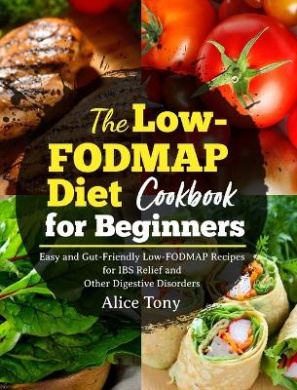 The Low-
FODMAP
Diet Cookbook
for Beginners
Easy and Gut-Friendly Low-FODMAP Recipes
for IBS Relief and
Other Digestive Disorders
Alice Tony